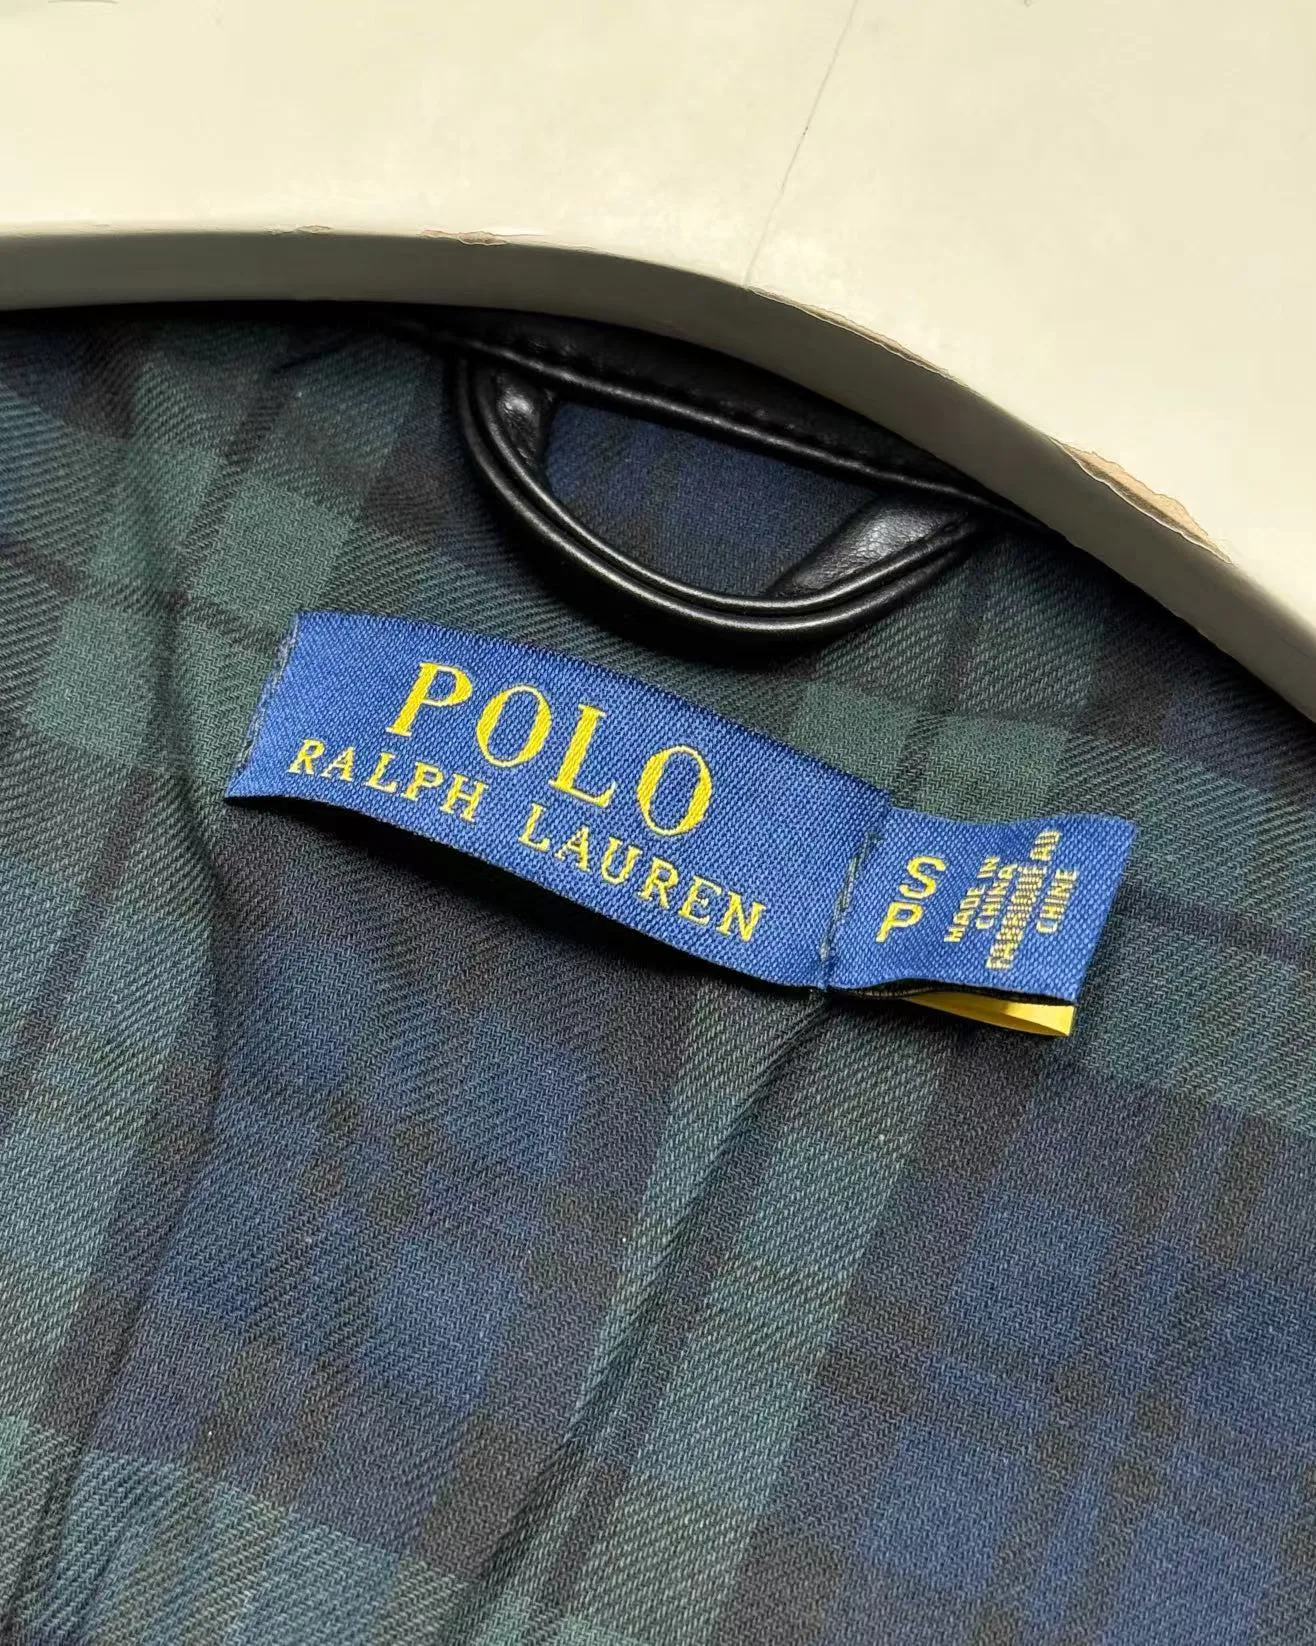 POLO
RALPH LAUREN
S
P
MADE IN
CHINA
FABRIQUÉ AU
CHINE